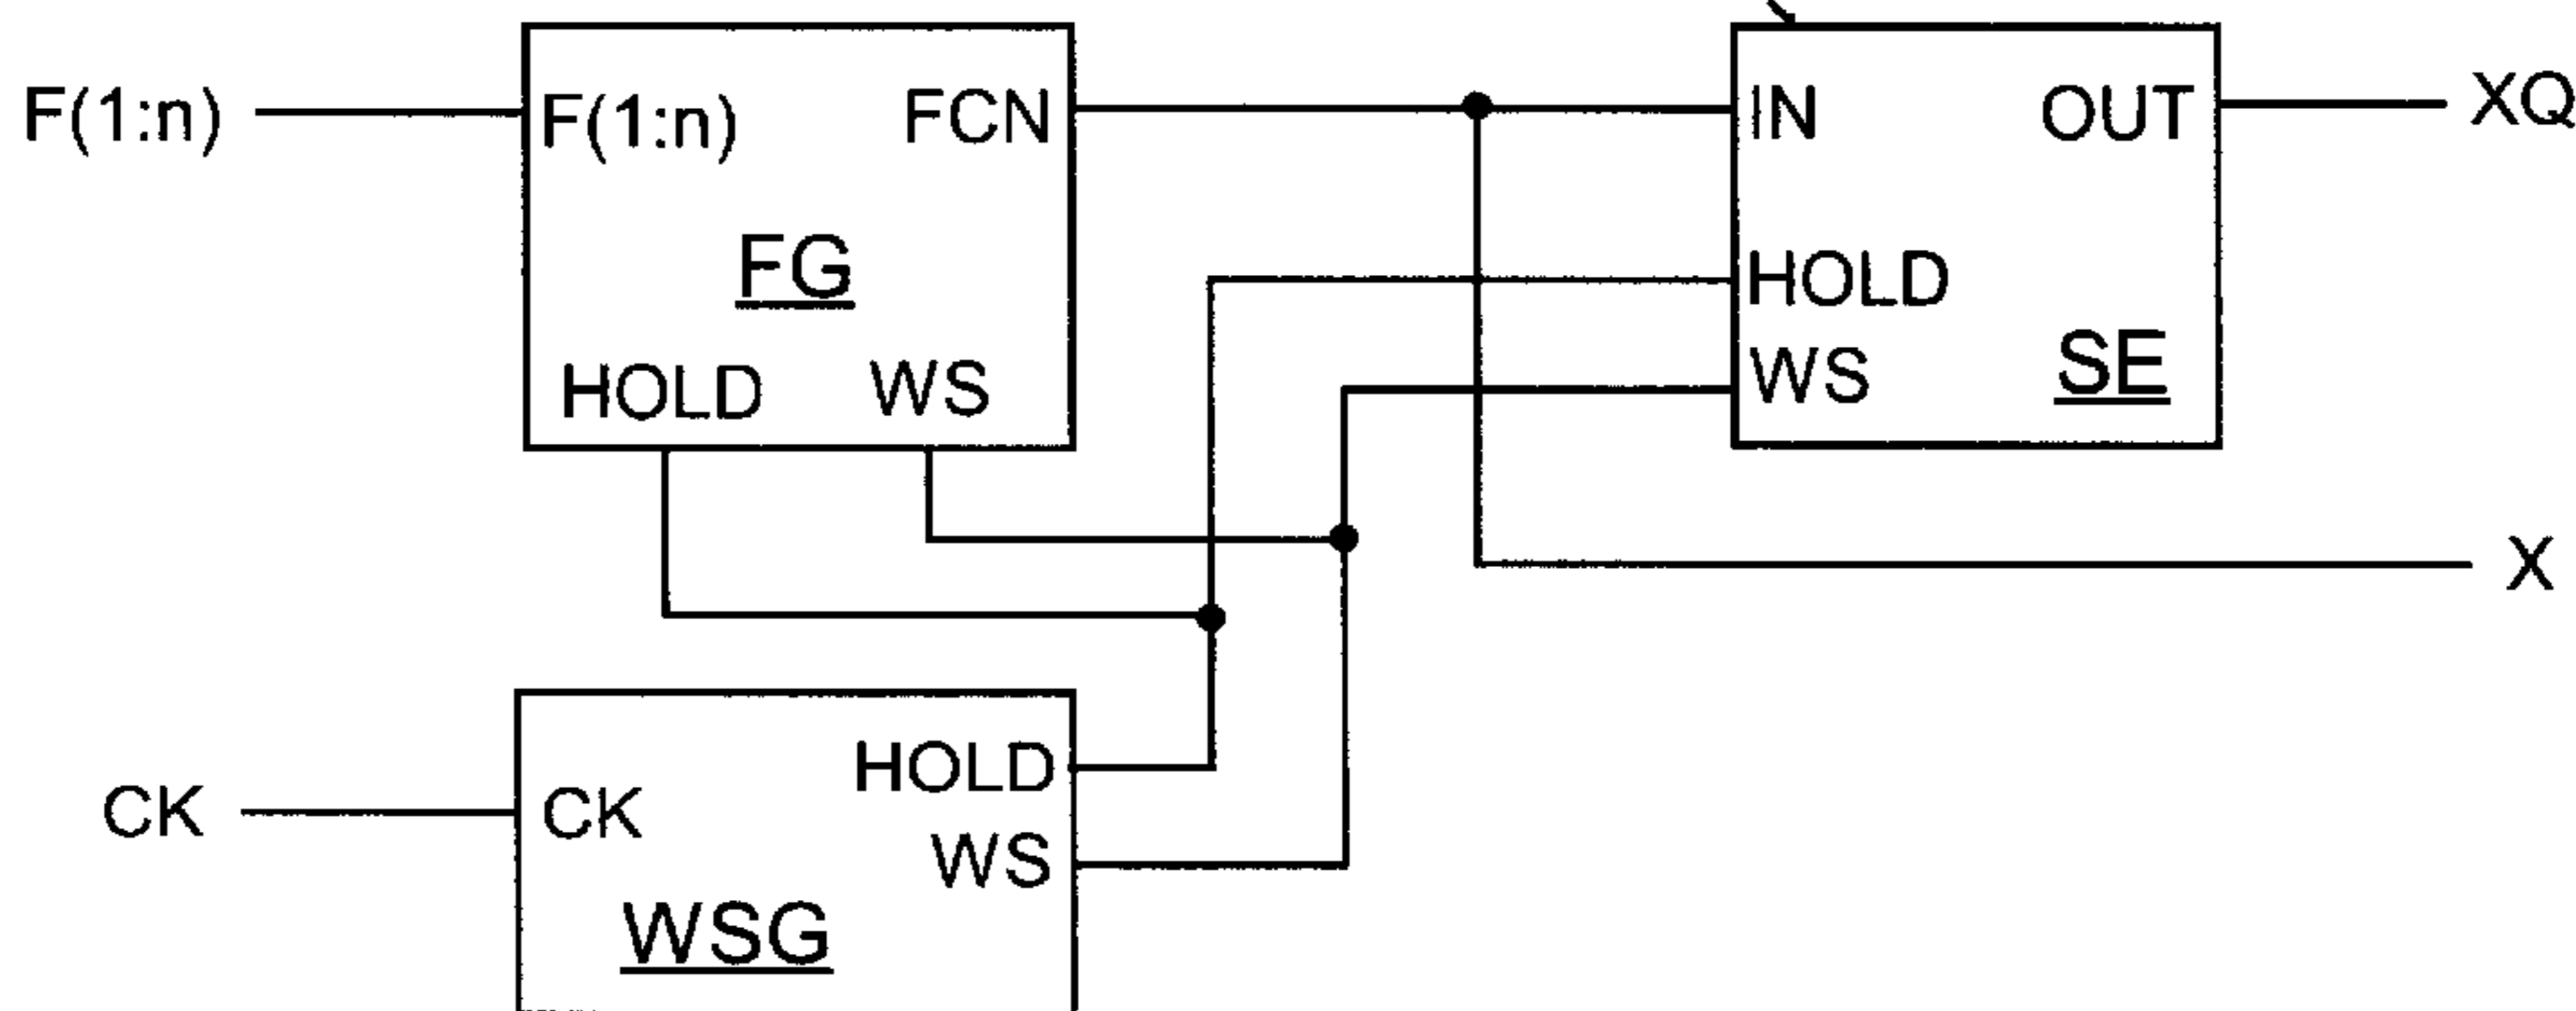 F(1:n)
F(1:n)
FCN
FG
HOLD
WS
IN
OUT
HOLD
WS
SE
XQ
X
CK
CK
HOLD
WS
WSG